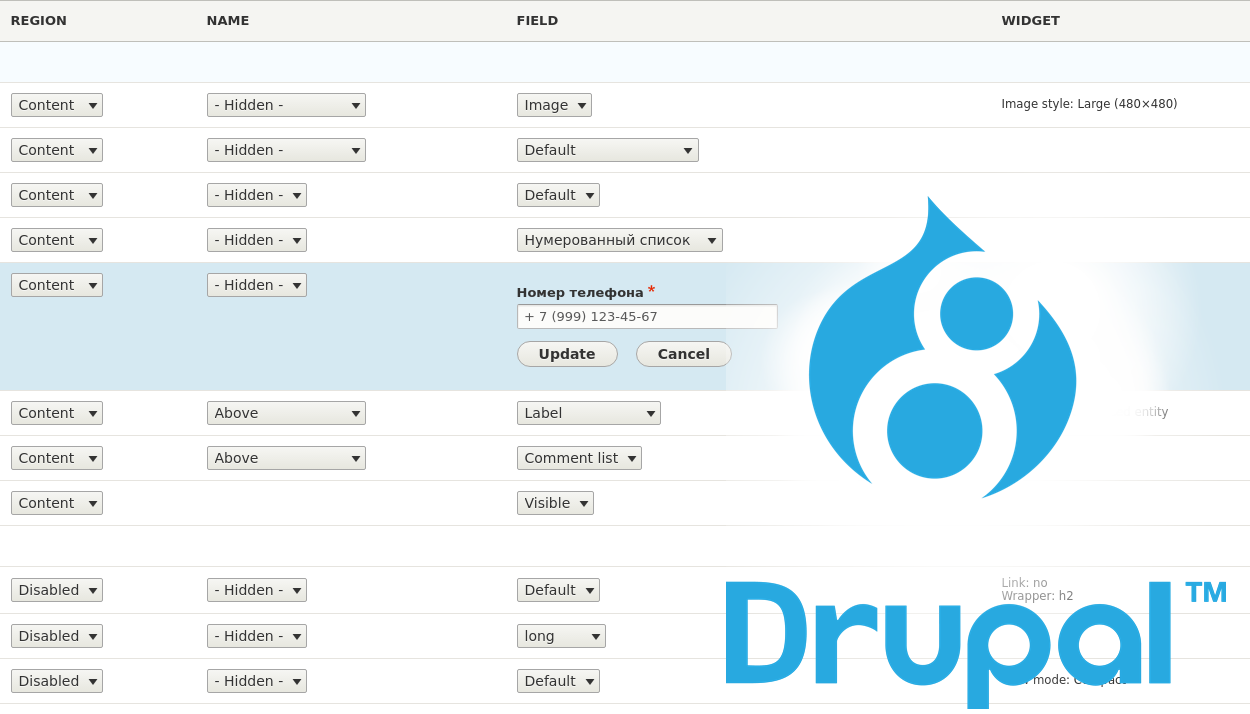 REGION NAME FIELD WIDGET
Content - Hidden - Image Image style: Large (480×480)
Content - Hidden - Default
Content - Hidden - Default
Content - Hidden - Нумерованный список
Content - Hidden -
Номер телефона *
+ 7 (999) 123-45-67
Update Cancel
Content Above Label entity
Content Above Comment list
Content Visible
Disabled - Hidden - Default Link: no
Wrapper: h2
Disabled - Hidden - long
Disabled - Hidden - Default mode:
Drupal™